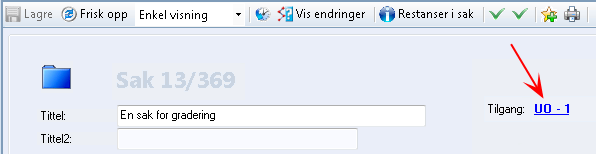 Lagre Frisk opp Enkel visning Vis endringer Restanser i sak
Sak 13/369
Tittel: En sak for gradering Tilgang: UO - 1
Tittel2: